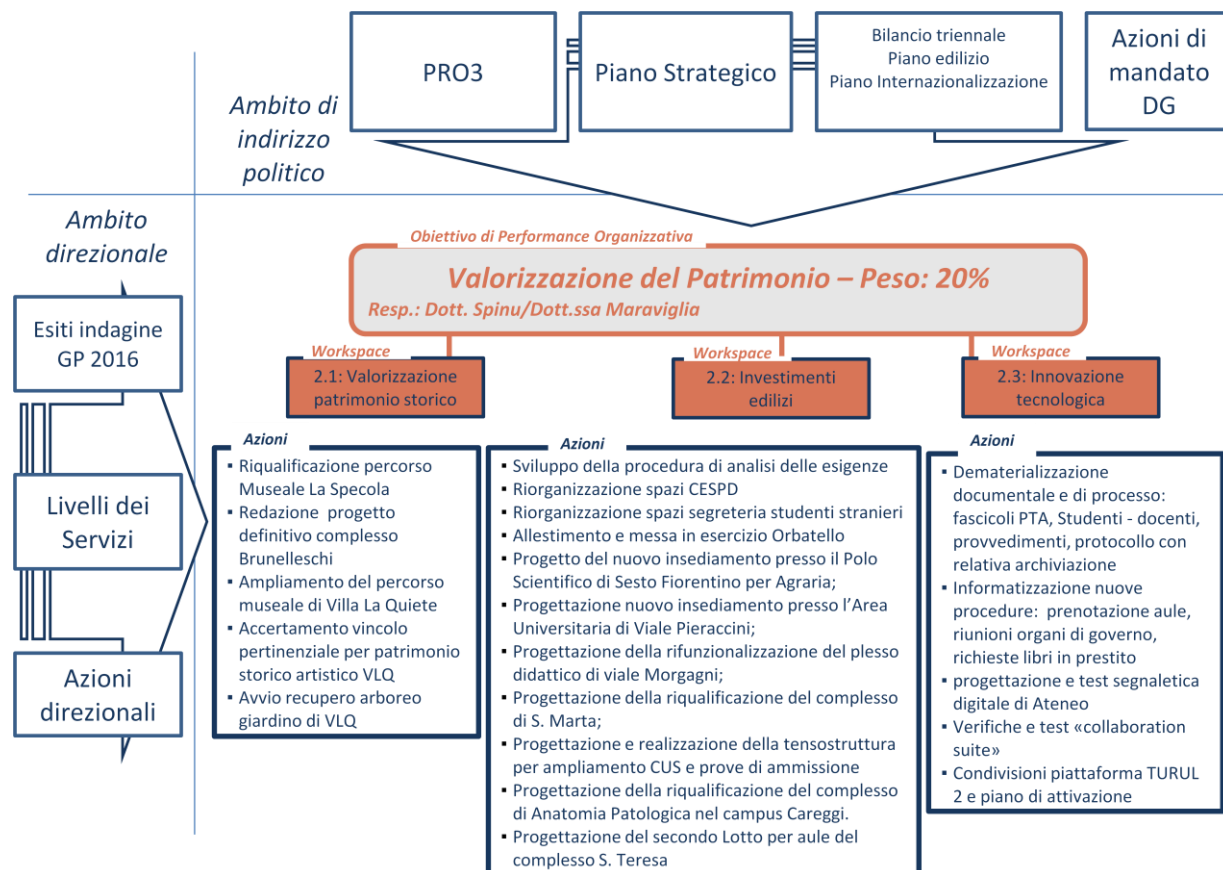 PRO3
Piano Strategico
Bilancio triennale
Piano edilizio
Piano Internazionalizzazione
Azioni di
mandato
DG
Ambito di
indirizzo
politico
Ambito
direzionale
Esiti indagine
GP 2016
Livelli dei
Servizi
Azioni
direzionali
Obiettivo di Performance Organizzativa
Valorizzazione del Patrimonio – Peso: 20%
Resp.: Dott. Spinu/Dott.ssa Maraviglia
Workspace
2.1: Valorizzazione
patrimonio storico
Workspace
2.2: Investimenti
edilizi
Workspace
2.3: Innovazione
tecnologica
Azioni
▪ Riqualificazione percorso
Museale La Specola
▪ Redazione progetto
definitivo complesso
Brunelleschi
▪ Ampliamento del percorso
museale di Villa La Quiete
▪ Accertamento vincolo
pertinenziale per patrimonio
storico artistico VLQ
▪ Avvio recupero arboreo
giardino di VLQ
Azioni
▪ Sviluppo della procedura di analisi delle esigenze
▪ Riorganizzazione spazi CESPD
▪ Riorganizzazione spazi segreteria studenti stranieri
▪ Allestimento e messa in esercizio Orbatello
▪ Progetto del nuovo insediamento presso il Polo
Scientifico di Sesto Fiorentino per Agraria;
▪ Progettazione nuovo insediamento presso l'Area
Universitaria di Viale Pieraccini;
▪ Progettazione della rifunzionalizzazione del plesso
didattico di viale Morgagni;
▪ Progettazione della riqualificazione del complesso
di S. Marta;
▪ Progettazione e realizzazione della tensostruttura
per ampliamento CUS e prove di ammissione
▪ Progettazione della riqualificazione del complesso
di Anatomia Patologica nel campus Careggi.
▪ Progettazione del secondo Lotto per aule del
complesso S. Teresa
Azioni
▪ Dematerializzazione
documentale e di processo:
fascicoli PTA, Studenti - docenti,
provvedimenti, protocollo con
relativa archiviazione
▪ Informatizzazione nuove
procedure: prenotazione aule,
riunioni organi di governo,
richieste libri in prestito
▪ progettazione e test segnaletica
digitale di Ateneo
▪ Verifiche e test «collaboration
suite»
▪ Condivisioni piattaforma TURUL
2 e piano di attivazione